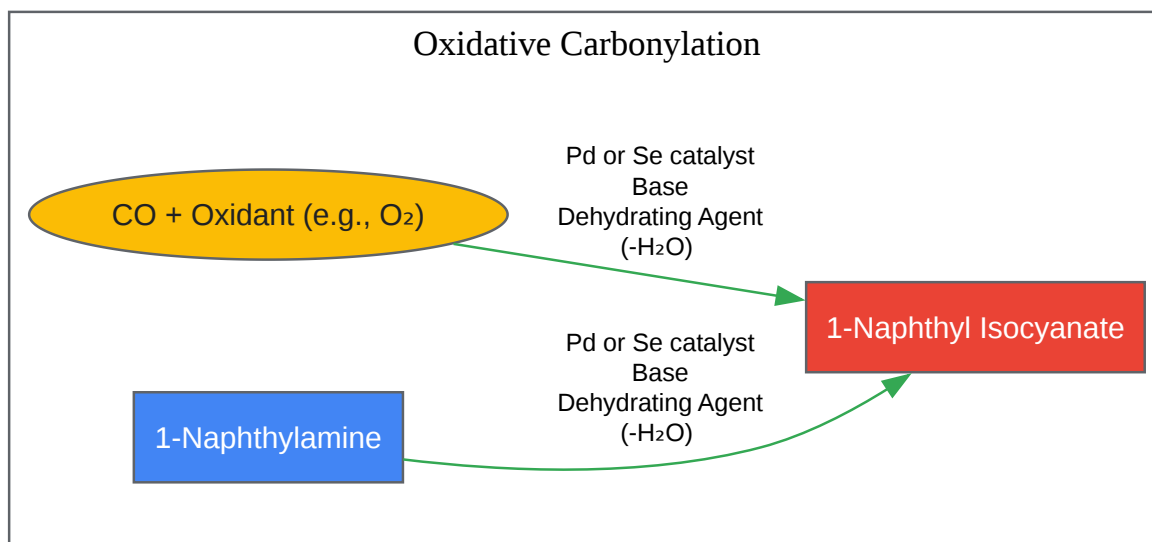 Oxidative Carbonylation
Pd or Se catalyst
Base
Dehydrating Agent
(-H₂O)
CO + Oxidant (e.g., O₂)
1-Naphthyl Isocyanate
Pd or Se catalyst
Base
Dehydrating Agent
(-H₂O)
1-Naphthylamine